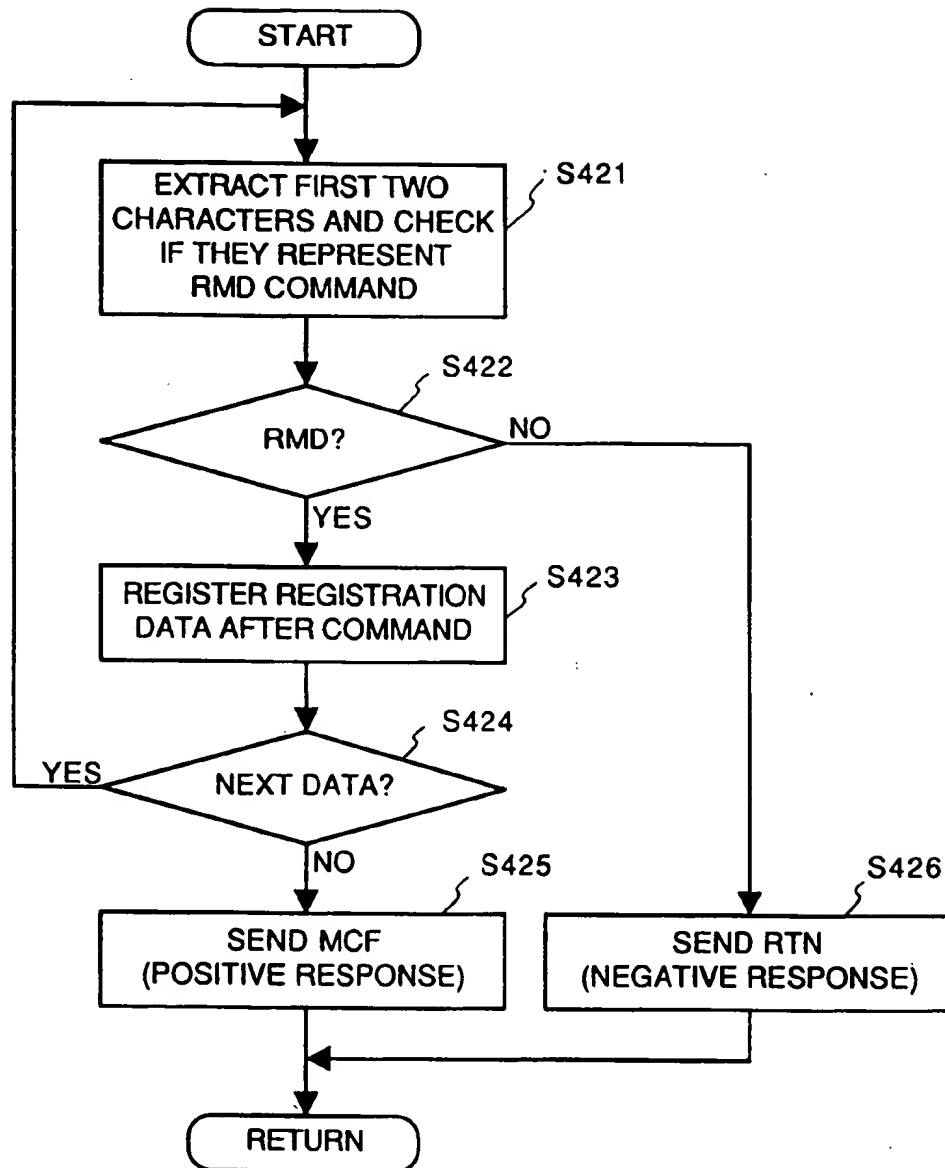 START
EXTRACT FIRST TWO
CHARACTERS AND CHECK
IF THEY REPRESENT
RMD COMMAND
S421
S422
RMD?
NO
YES
REGISTER REGISTRATION
DATA AFTER COMMAND
S423
S424
YES
NEXT DATA?
NO
S425
SEND MCF
(POSITIVE RESPONSE)
S426
SEND RTN
(NEGATIVE RESPONSE)
RETURN